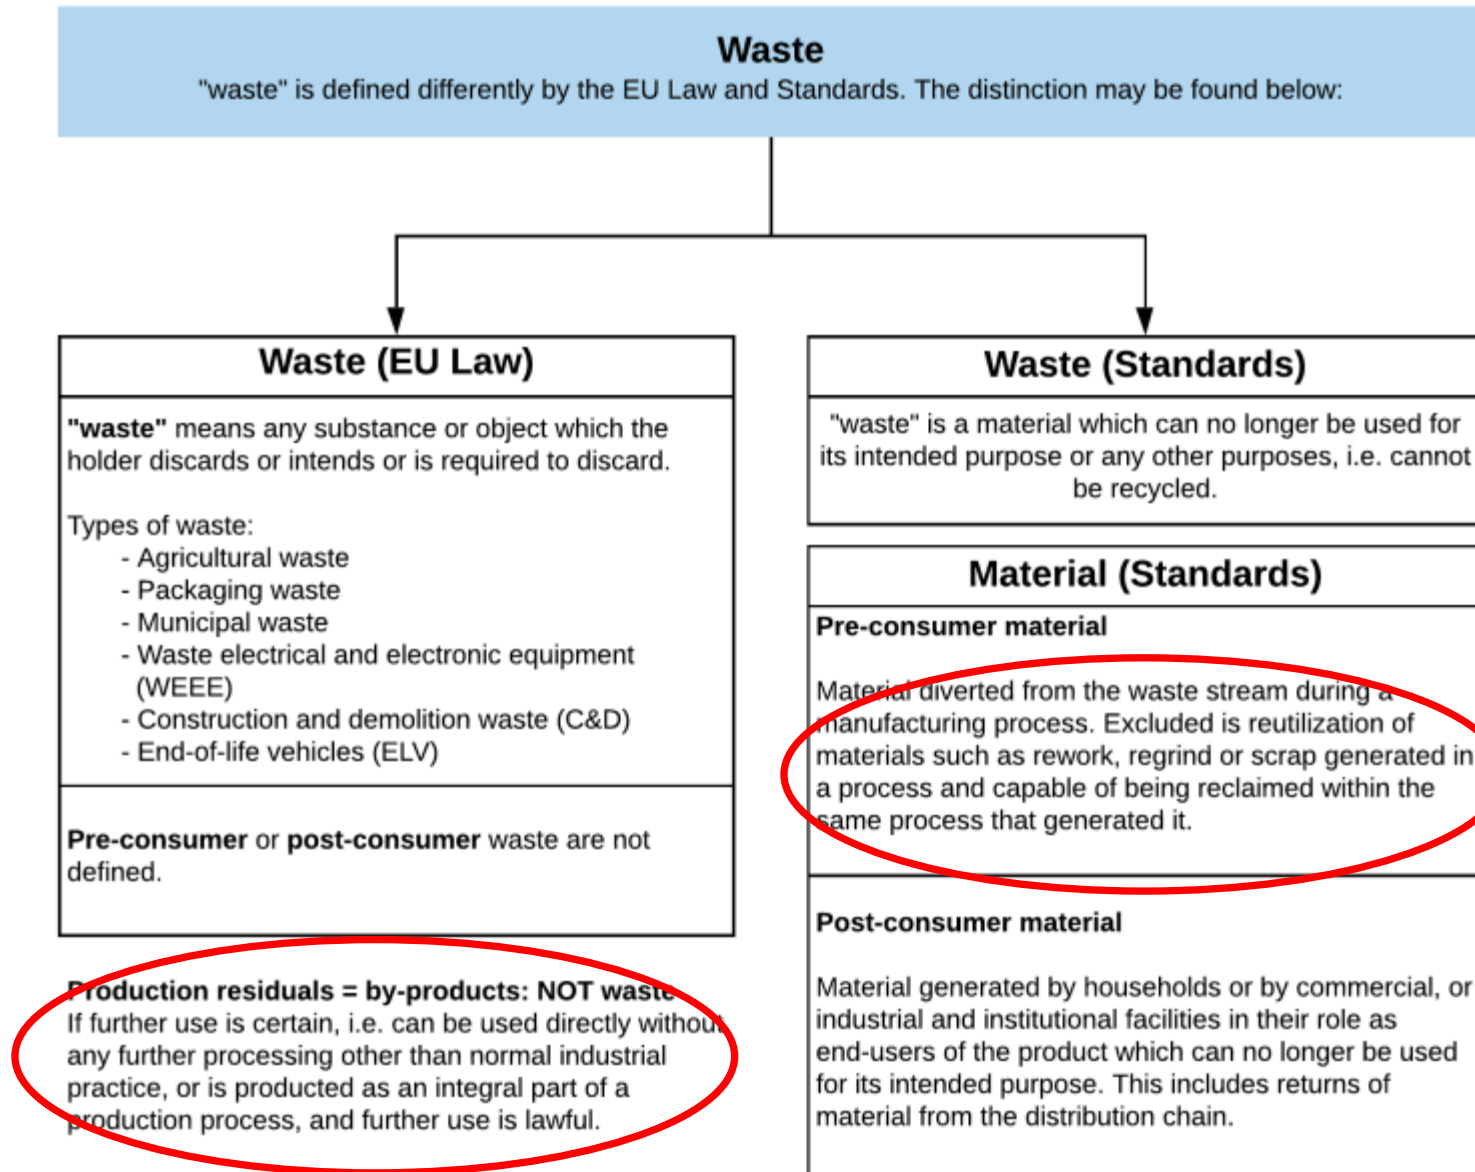 Waste
"waste" is defined differently by the EU Law and Standards. The distinction may be found below:
Waste (EU Law)
"waste" means any substance or object which the
holder discards or intends or is required to discard.
Types of waste:
- Agricultural waste
- Packaging waste
- Municipal waste
- Waste electrical and electronic equipment
(WEEE)
- Construction and demolition waste (C&D)
- End-of-life vehicles (ELV)
Pre-consumer or post-consumer waste are not
defined.
Production residuals = by-products: NOT waste
If further use is certain, i.e. can be used directly without
any further processing other than normal industrial
practice, or is producted as an integral part of a
production process, and further use is lawful.
Waste (Standards)
"waste" is a material which can no longer be used for
its intended purpose or any other purposes, i.e. cannot
be recycled.
Material (Standards)
Pre-consumer material
Material diverted from the waste stream during a
manufacturing process. Excluded is reutilization of
materials such as rework, regrind or scrap generated in
a process and capable of being reclaimed within the
same process that generated it.
Post-consumer material
Material generated by households or by commercial, or
industrial and institutional facilities in their role as
end-users of the product which can no longer be used
for its intended purpose. This includes returns of
material from the distribution chain.